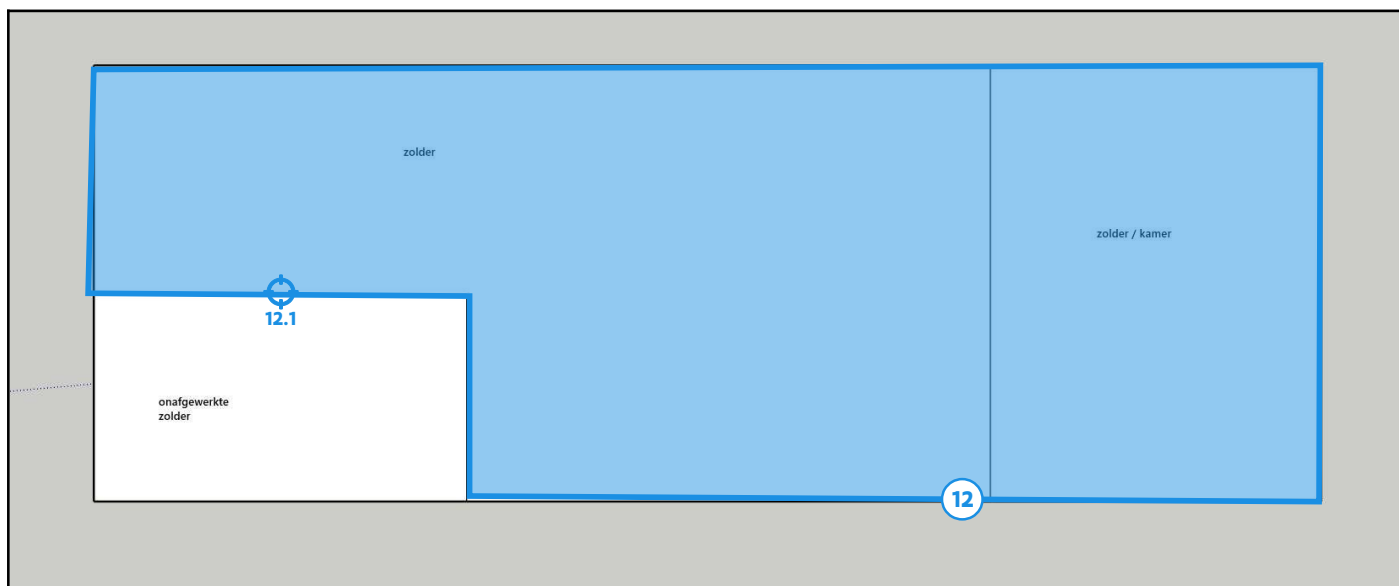 zolder
zolder / kamer
12.1
onafgewerkte
zolder
12